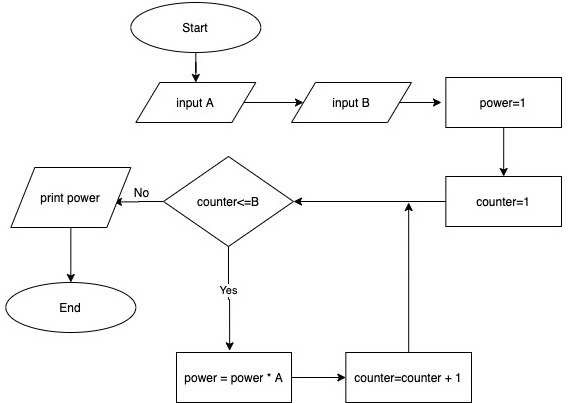 Start
input A
input B
power=1
counter=1
counter<=B
No
print power
End
Yes
power = power * A
counter=counter + 1